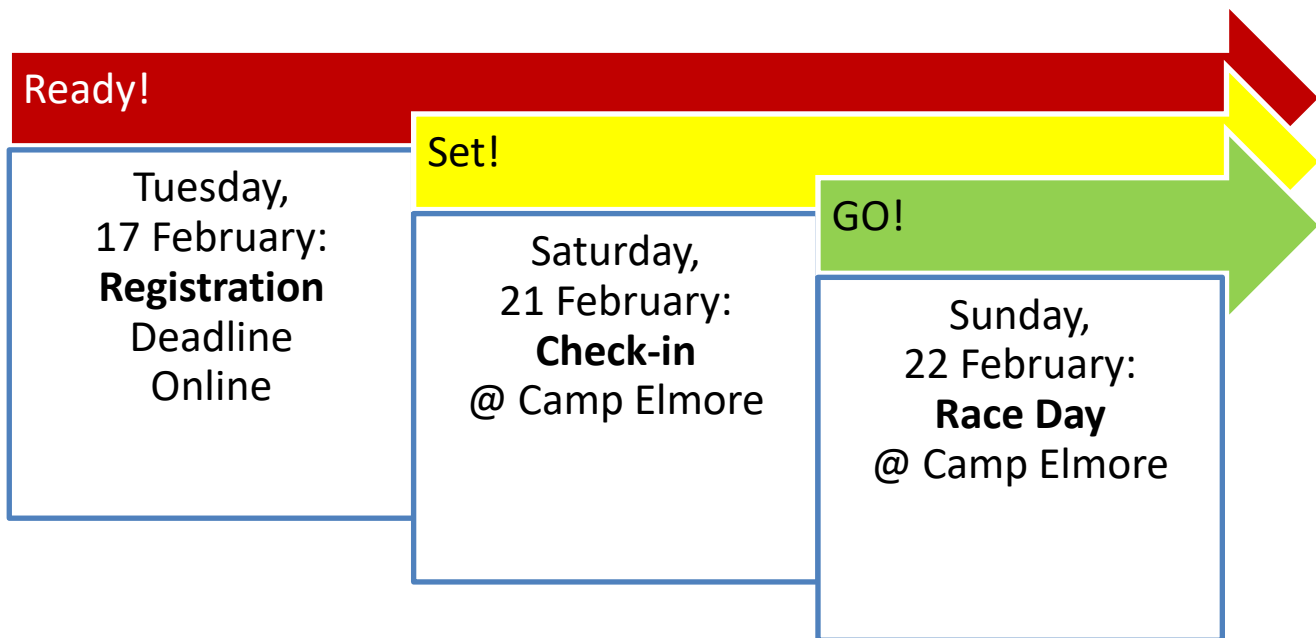 Ready!
Tuesday,
17 February:
Registration
Deadline
Online
Set!
Saturday,
21 February:
Check-in
@ Camp Elmore
GO!
Sunday,
22 February:
Race Day
@ Camp Elmore